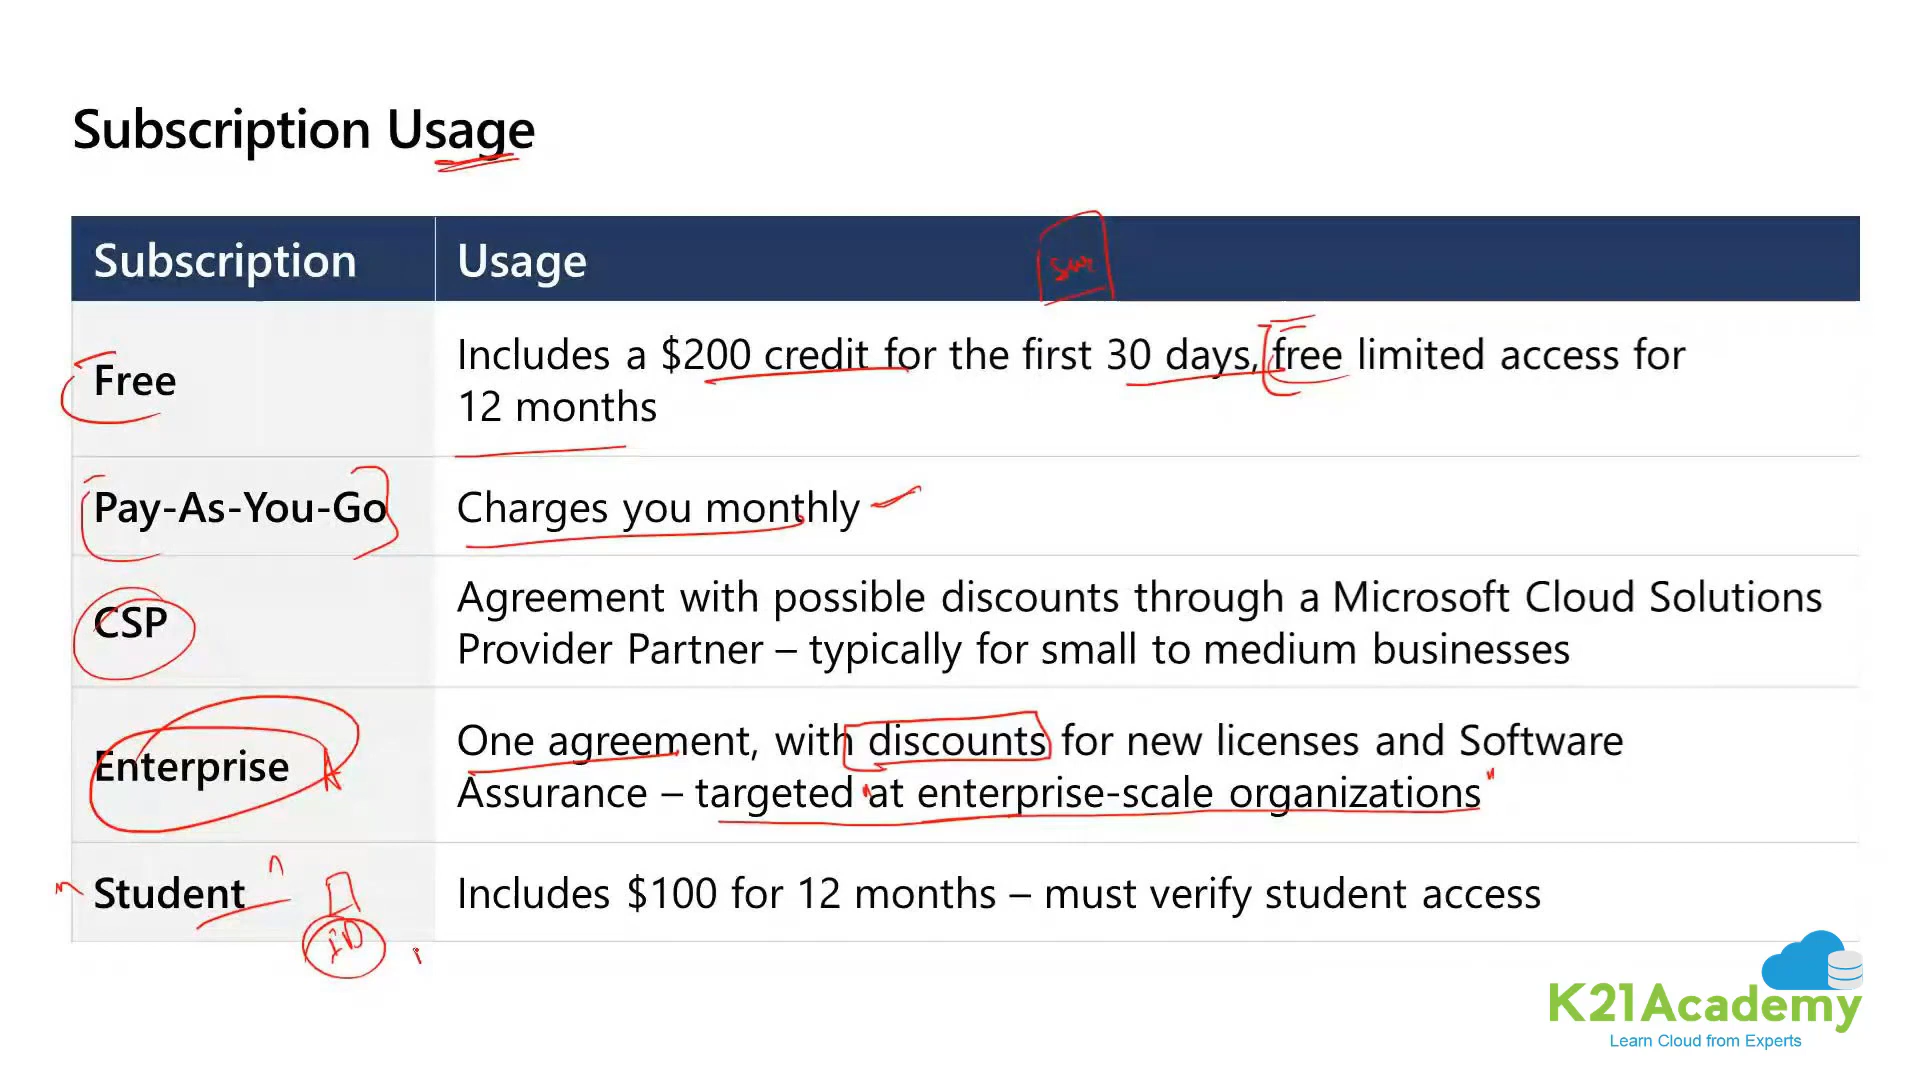 Subscription Usage
Subscription Usage
Free Includes a $200 credit for the first 30 days, free limited access for
12 months
Pay-As-You-Go Charges you monthly
CSP Agreement with possible discounts through a Microsoft Cloud Solutions
Provider Partner – typically for small to medium businesses
Enterprise One agreement, with discounts for new licenses and Software
Assurance – targeted at enterprise-scale organizations
Student Includes $100 for 12 months – must verify student access
ID
K21Academy
Learn Cloud from Experts